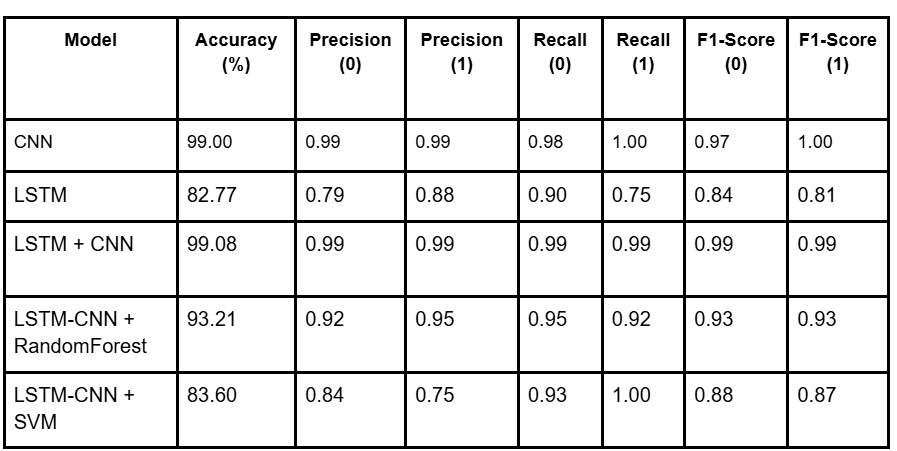 Model Accuracy (%) Precision (0) Precision (1) Recall (0) Recall (1) F1-Score (0) F1-Score (1)
CNN 99.00 0.99 0.99 0.98 1.00 0.97 1.00
LSTM 82.77 0.79 0.88 0.90 0.75 0.84 0.81
LSTM + CNN 99.08 0.99 0.99 0.99 0.99 0.99 0.99
LSTM-CNN + RandomForest 93.21 0.92 0.95 0.95 0.92 0.93 0.93
LSTM-CNN + SVM 83.60 0.84 0.75 0.93 1.00 0.88 0.87